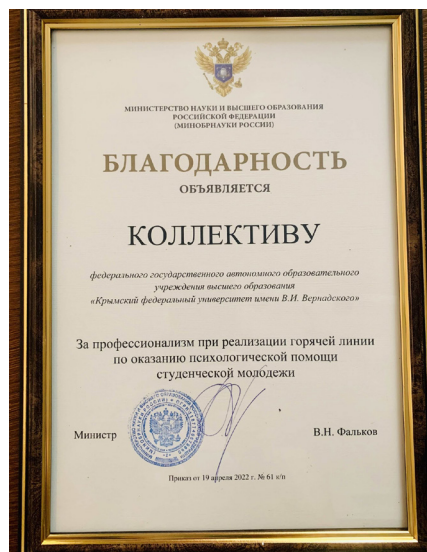 МИНИСТЕРСТВО НАУКИ И ВЫСШЕГО ОБРАЗОВАНИЯ
РОССИЙСКОЙ ФЕДЕРАЦИИ
(МИНОБРНАУКИ РОССИИ)
БЛАГОДАРНОСТЬ
ОБЪЯВЛЯЕТСЯ
КОЛЛЕКТИВУ
федерального государственного автономного образовательного
учреждения высшего образования
«Крымский федеральный университет имени В.И. Вернадского»
За профессионализм при реализации горячей линии
по оказанию психологической помощи
студенческой молодежи
Министр В.Н. Фальков
Приказ от 19 апреля 2022 г. № 61 к/н